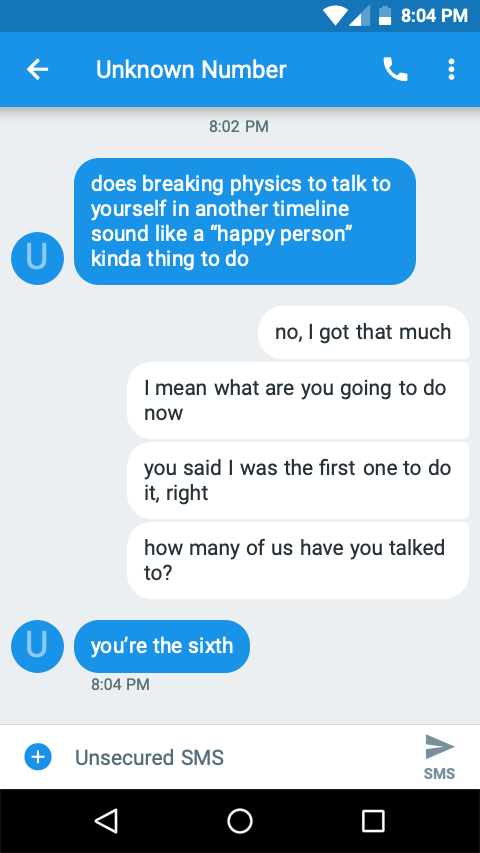 8:04 PM
Unknown Number
8:02 PM
does breaking physics to talk to
yourself in another timeline
sound like a “happy person”
kinda thing to do
U
no, I got that much
I mean what are you going to do
now
you said I was the first one to do
it, right
how many of us have you talked
to?
U
you’re the sixth
8:04 PM
Unsecured SMS
SMS